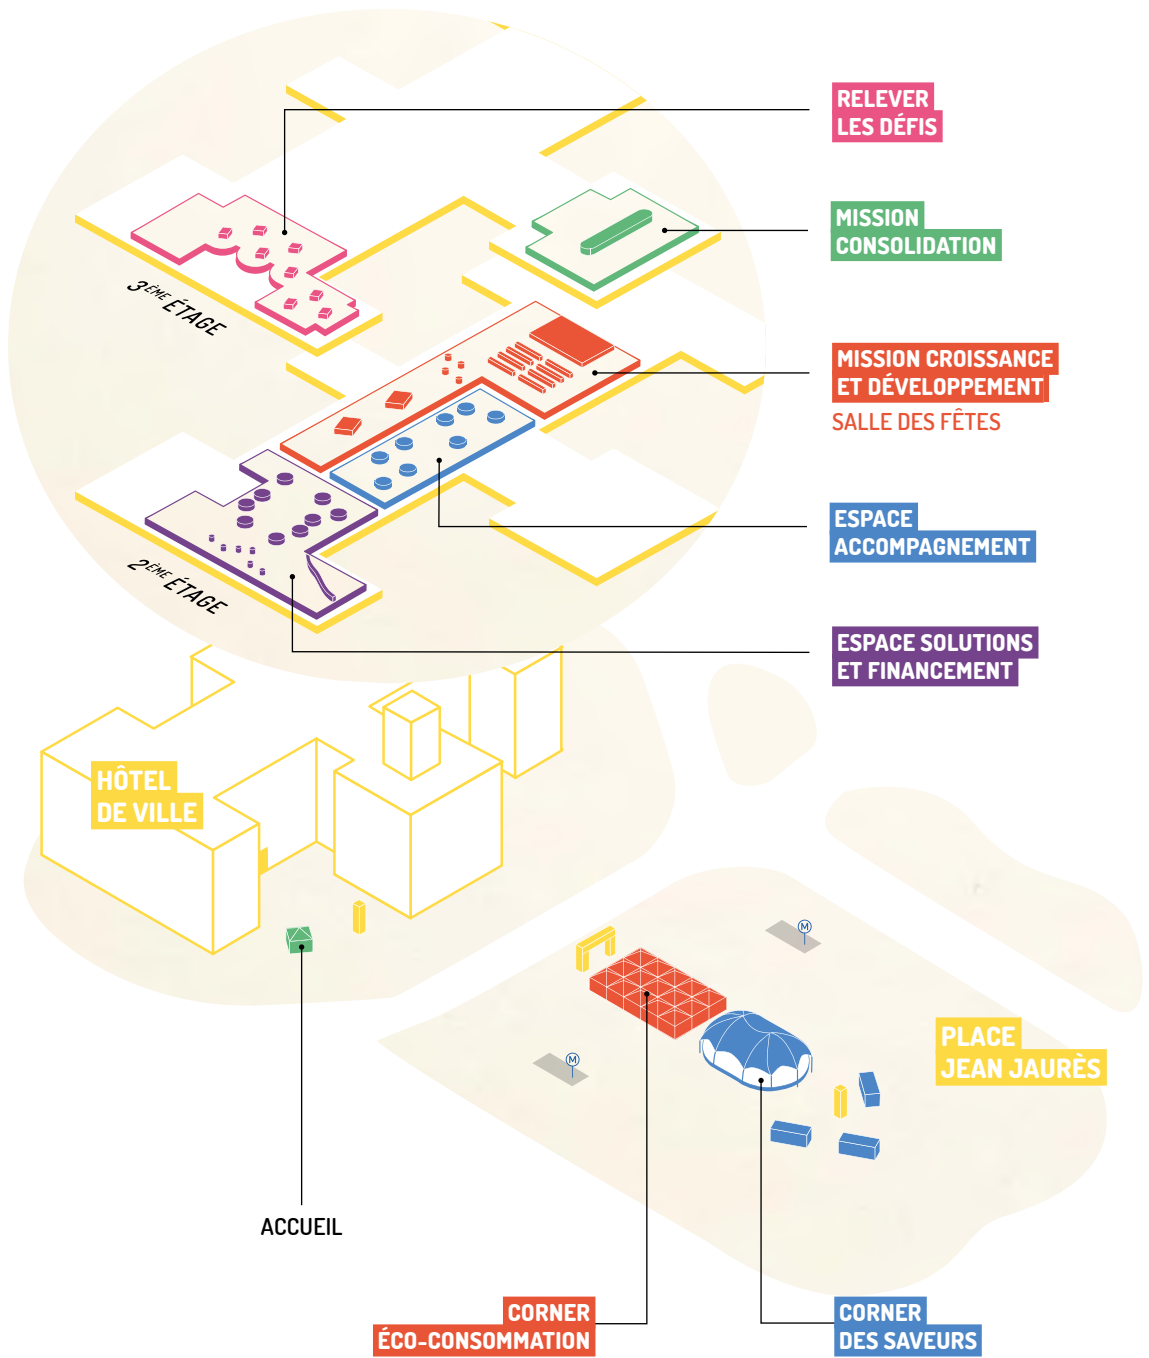 RELEVER
LES DÉFIS
MISSION
CONSOLIDATION
3ÈME ÉTAGE
MISSION CROISSANCE
ET DÉVELOPPEMENT
SALLE DES FÊTES
ESPACE
ACCOMPAGNEMENT
2ÈME ÉTAGE
ESPACE SOLUTIONS
ET FINANCEMENT
HÔTEL
DE VILLE
M
PLACE
JEAN JAURÈS
M
ACCUEIL
CORNER
ÉCO-CONSOMMATION
CORNER
DES SAVEURS